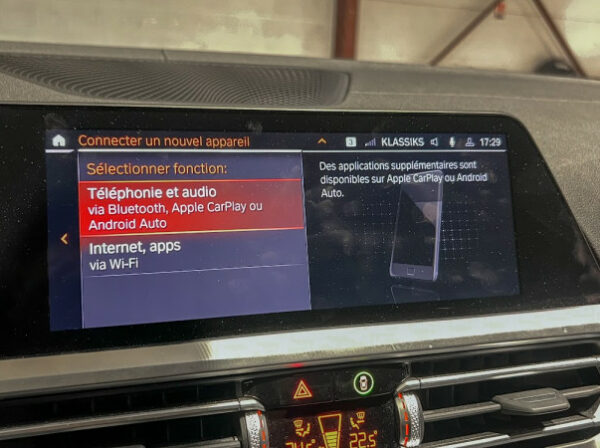 Connecter un nouvel appareil
3 KLASSIKS 17:29
Sélectionner fonction:
Téléphonie et audio
via Bluetooth, Apple CarPlay ou
Android Auto
Internet, apps
via Wi-Fi
Des applications supplémentaires sont
disponibles sur Apple CarPlay ou Android
Auto.
22.5